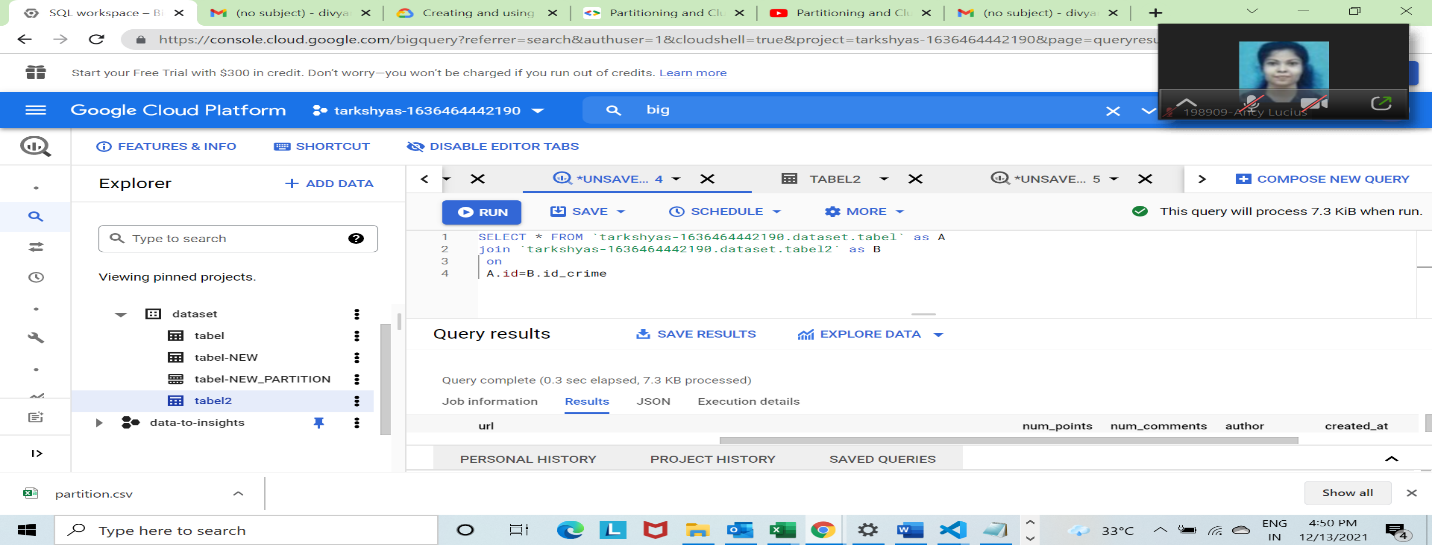 SQL workspace – Bi
(no subject) - divya
Creating and using
Partitioning and Clu
Partitioning and Clu
(no subject) - divya
https://console.cloud.google.com/bigquery?referrer=search&authuser=1&cloudshell=true&project=tarkshyas-1636464442190&page=queryresu
Start your Free Trial with $300 in credit. Don't worry—you won't be charged if you run out of credits. Learn more
Google Cloud Platform tarkshyas-1636464442190 big
198909-Ancy Lucius
FEATURES & INFO SHORTCUT DISABLE EDITOR TABS
Explorer + ADD DATA
*UNSAVE... 4 TABEL2 *UNSAVE... 5 COMPOSE NEW QUERY
RUN SAVE SCHEDULE MORE This query will process 7.3 KiB when run.
Type to search
Viewing pinned projects.
dataset
tabel
tabel-NEW
tabel-NEW_PARTITION
tabel2
data-to-insights
1 SELECT * FROM `tarkshyas-1636464442190.dataset.tabel` as A
2 join `tarkshyas-1636464442190.dataset.tabel2` as B
3 on
4 A.id=B.id_crime
Query results SAVE RESULTS EXPLORE DATA
Query complete (0.3 sec elapsed, 7.3 KB processed)
Job information Results JSON Execution details
url num_points num_comments author created_at
PERSONAL HISTORY PROJECT HISTORY SAVED QUERIES
partition.csv Show all
Type here to search
33°C ENG 4:50 PM
IN 12/13/2021 4